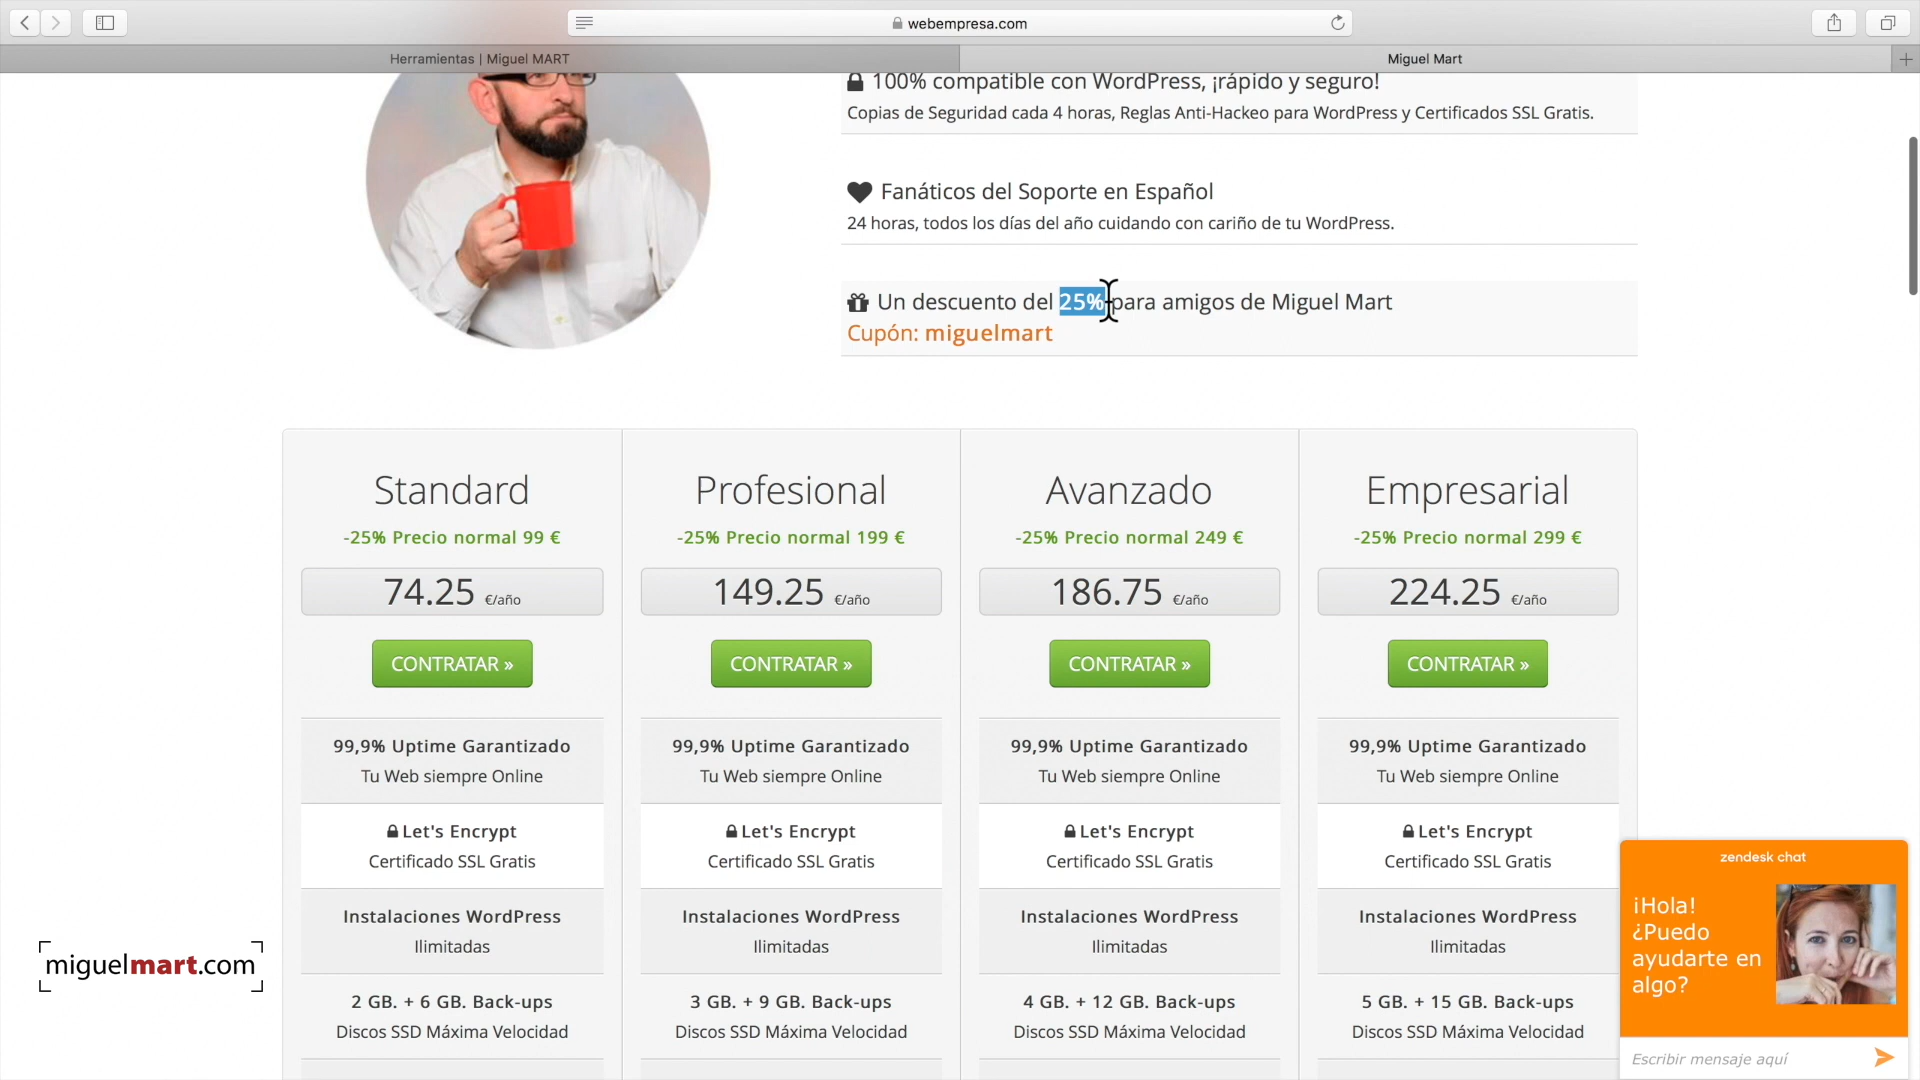 webempresa.com
Herramientas | Miguel MART
Miguel Mart
100% compatible con WordPress, ¡rápido y seguro!
Copias de Seguridad cada 4 horas, Reglas Anti-Hackeo para WordPress y Certificados SSL Gratis.
Fanáticos del Soporte en Español
24 horas, todos los días del año cuidando con cariño de tu WordPress.
Un descuento del 25% para amigos de Miguel Mart
Cupón: miguelmart
Standard
-25% Precio normal 99 €
74.25 €/año
CONTRATAR »
99,9% Uptime Garantizado
Tu Web siempre Online
Let's Encrypt
Certificado SSL Gratis
Instalaciones WordPress
Ilimitadas
2 GB. + 6 GB. Back-ups
Discos SSD Máxima Velocidad
Profesional
-25% Precio normal 199 €
149.25 €/año
CONTRATAR »
99,9% Uptime Garantizado
Tu Web siempre Online
Let's Encrypt
Certificado SSL Gratis
Instalaciones WordPress
Ilimitadas
3 GB. + 9 GB. Back-ups
Discos SSD Máxima Velocidad
Avanzado
-25% Precio normal 249 €
186.75 €/año
CONTRATAR »
99,9% Uptime Garantizado
Tu Web siempre Online
Let's Encrypt
Certificado SSL Gratis
Instalaciones WordPress
Ilimitadas
4 GB. + 12 GB. Back-ups
Discos SSD Máxima Velocidad
Empresarial
-25% Precio normal 299 €
224.25 €/año
CONTRATAR »
99,9% Uptime Garantizado
Tu Web siempre Online
Let's Encrypt
Certificado SSL Gratis
Instalaciones WordPress
Ilimitadas
5 GB. + 15 GB. Back-ups
Discos SSD Máxima Velocidad
zendesk chat
¡Hola!
¿Puedo
ayudarte en
algo?
Escribir mensaje aquí
miguelmart.com